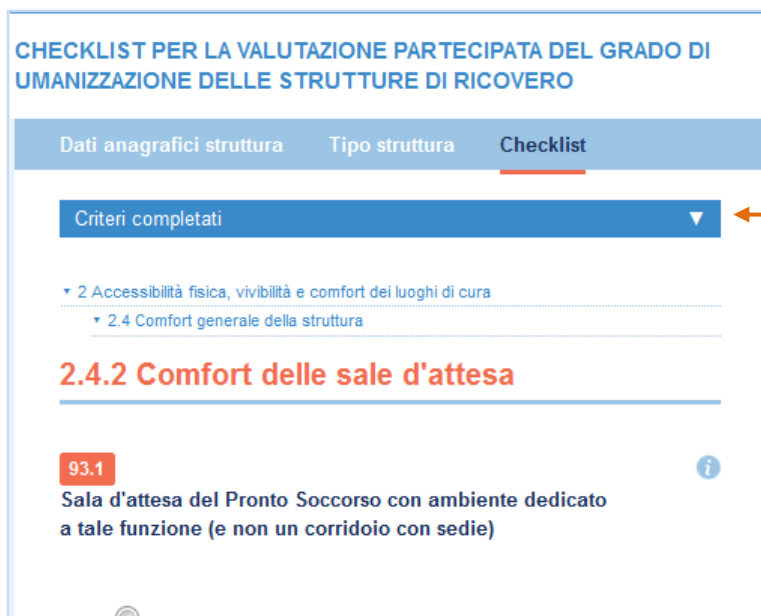 CHECKLIST PER LA VALUTAZIONE PARTECIPATA DEL GRADO DI
UMANIZZAZIONE DELLE STRUTTURE DI RICOVERO
Dati anagrafici struttura Tipo struttura Checklist
Criteri completati
2 Accessibilità fisica, vivibilità e comfort dei luoghi di cura
2.4 Comfort generale della struttura
2.4.2 Comfort delle sale d'attesa
93.1
i
Sala d'attesa del Pronto Soccorso con ambiente dedicato
a tale funzione (e non un corridoio con sedie)